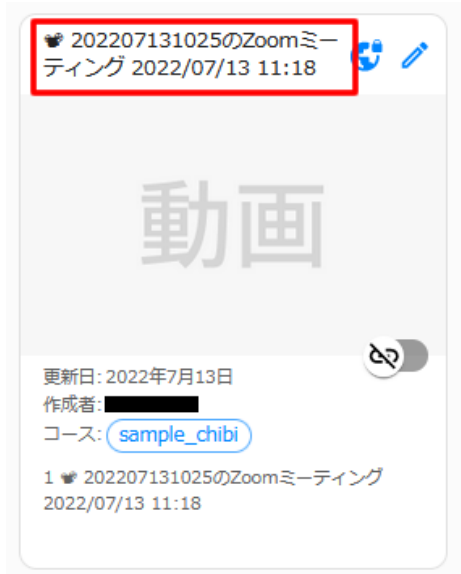 📽 202207131025のZoomミー
ティング 2022/07/13 11:18
動画
更新日: 2022年7月13日
作成者:
コース: sample_chibi
1 📽 202207131025のZoomミーティング
2022/07/13 11:18